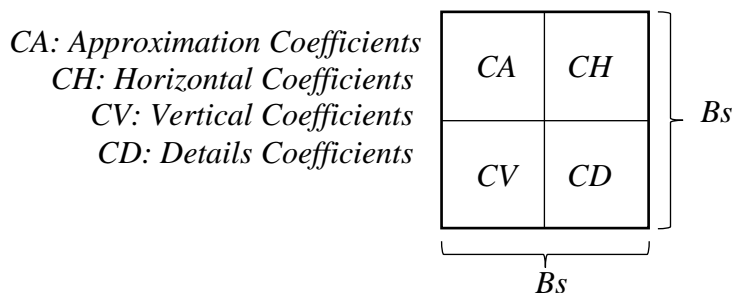 CA: Approximation Coefficients
CH: Horizontal Coefficients
CV: Vertical Coefficients
CD: Details Coefficients
CA CH
CV CD
Bs
Bs